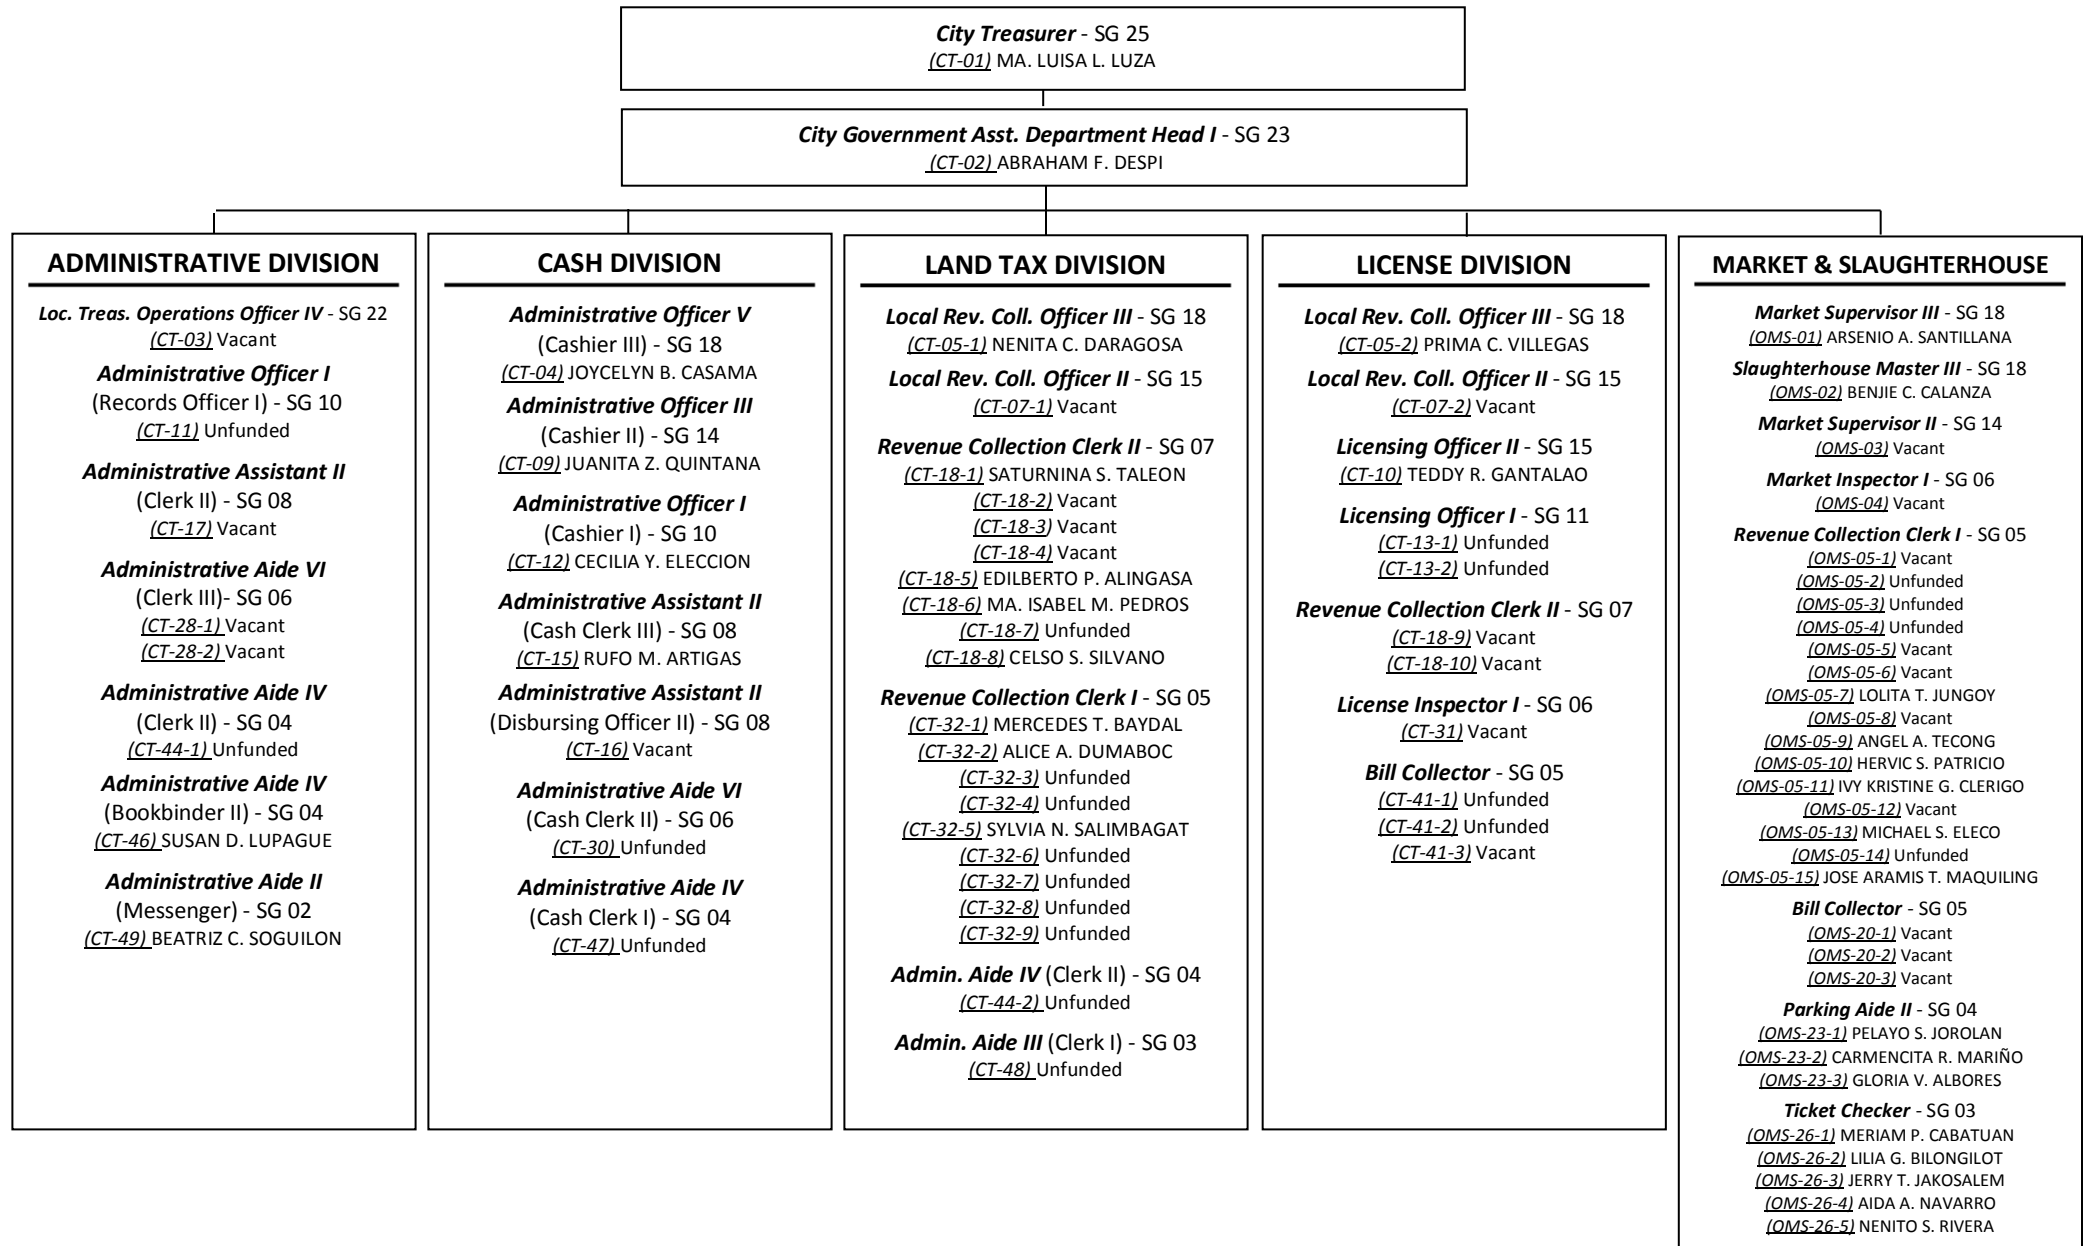 City Treasurer - SG 25
(CT-01) MA. LUISA L. LUZA
City Government Asst. Department Head I - SG 23
(CT-02) ABRAHAM F. DESPI
ADMINISTRATIVE DIVISION
Loc. Treas. Operations Officer IV - SG 22
(CT-03) Vacant
Administrative Officer I
(Records Officer I) - SG 10
(CT-11) Unfunded
Administrative Assistant II
(Clerk II) - SG 08
(CT-17) Vacant
Administrative Aide VI
(Clerk III)- SG 06
(CT-28-1) Vacant
(CT-28-2) Vacant
Administrative Aide IV
(Clerk II) - SG 04
(CT-44-1) Unfunded
Administrative Aide IV
(Bookbinder II) - SG 04
(CT-46) SUSAN D. LUPAGUE
Administrative Aide II
(Messenger) - SG 02
(CT-49) BEATRIZ C. SOGUILON
CASH DIVISION
Administrative Officer V
(Cashier III) - SG 18
(CT-04) JOYCELYN B. CASAMA
Administrative Officer III
(Cashier II) - SG 14
(CT-09) JUANITA Z. QUINTANA
Administrative Officer I
(Cashier I) - SG 10
(CT-12) CECILIA Y. ELECCION
Administrative Assistant II
(Cash Clerk III) - SG 08
(CT-15) RUFO M. ARTIGAS
Administrative Assistant II
(Disbursing Officer II) - SG 08
(CT-16) Vacant
Administrative Aide VI
(Cash Clerk II) - SG 06
(CT-30) Unfunded
Administrative Aide IV
(Cash Clerk I) - SG 04
(CT-47) Unfunded
LAND TAX DIVISION
Local Rev. Coll. Officer III - SG 18
(CT-05-1) NENITA C. DARAGOSA
Local Rev. Coll. Officer II - SG 15
(CT-07-1) Vacant
Revenue Collection Clerk II - SG 07
(CT-18-1) SATURNINA S. TALEON
(CT-18-2) Vacant
(CT-18-3) Vacant
(CT-18-4) Vacant
(CT-18-5) EDILBERTO P. ALINGASA
(CT-18-6) MA. ISABEL M. PEDROS
(CT-18-7) Unfunded
(CT-18-8) CELSO S. SILVANO
Revenue Collection Clerk I - SG 05
(CT-32-1) MERCEDES T. BAYDAL
(CT-32-2) ALICE A. DUMABOC
(CT-32-3) Unfunded
(CT-32-4) Unfunded
(CT-32-5) SYLVIA N. SALIMBAGAT
(CT-32-6) Unfunded
(CT-32-7) Unfunded
(CT-32-8) Unfunded
(CT-32-9) Unfunded
Admin. Aide IV (Clerk II) - SG 04
(CT-44-2) Unfunded
Admin. Aide III (Clerk I) - SG 03
(CT-48) Unfunded
LICENSE DIVISION
Local Rev. Coll. Officer III - SG 18
(CT-05-2) PRIMA C. VILLEGAS
Local Rev. Coll. Officer II - SG 15
(CT-07-2) Vacant
Licensing Officer II - SG 15
(CT-10) TEDDY R. GANTALAO
Licensing Officer I - SG 11
(CT-13-1) Unfunded
(CT-13-2) Unfunded
Revenue Collection Clerk II - SG 07
(CT-18-9) Vacant
(CT-18-10) Vacant
License Inspector I - SG 06
(CT-31) Vacant
Bill Collector - SG 05
(CT-41-1) Unfunded
(CT-41-2) Unfunded
(CT-41-3) Vacant
MARKET & SLAUGHTERHOUSE
Market Supervisor III - SG 18
(OMS-01) ARSENIO A. SANTILLANA
Slaughterhouse Master III - SG 18
(OMS-02) BENJIE C. CALANZA
Market Supervisor II - SG 14
(OMS-03) Vacant
Market Inspector I - SG 06
(OMS-04) Vacant
Revenue Collection Clerk I - SG 05
(OMS-05-1) Vacant
(OMS-05-2) Unfunded
(OMS-05-3) Unfunded
(OMS-05-4) Unfunded
(OMS-05-5) Vacant
(OMS-05-6) Vacant
(OMS-05-7) LOLITA T. JUNGOY
(OMS-05-8) Vacant
(OMS-05-9) ANGEL A. TECONG
(OMS-05-10) HERVIC S. PATRICIO
(OMS-05-11) IVY KRISTINE G. CLERIGO
(OMS-05-12) Vacant
(OMS-05-13) MICHAEL S. ELECO
(OMS-05-14) Unfunded
(OMS-05-15) JOSE ARAMIS T. MAQUILING
Bill Collector - SG 05
(OMS-20-1) Vacant
(OMS-20-2) Vacant
(OMS-20-3) Vacant
Parking Aide II - SG 04
(OMS-23-1) PELAYO S. JOROLAN
(OMS-23-2) CARMENCITA R. MARIÑO
(OMS-23-3) GLORIA V. ALBORES
Ticket Checker - SG 03
(OMS-26-1) MERIAM P. CABATUAN
(OMS-26-2) LILIA G. BILONGILOT
(OMS-26-3) JERRY T. JAKOSALEM
(OMS-26-4) AIDA A. NAVARRO
(OMS-26-5) NENITO S. RIVERA